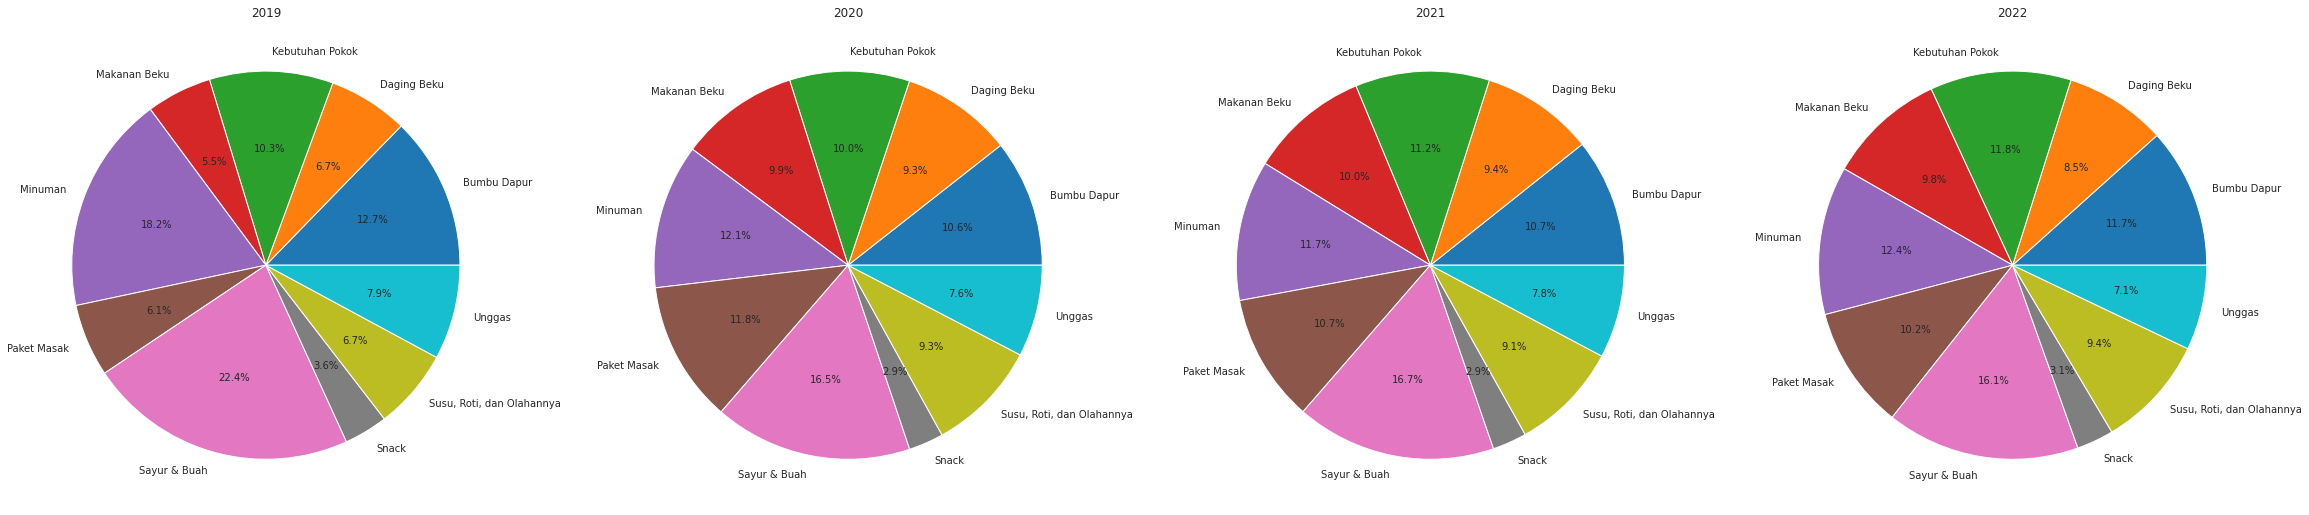 2019
Kebutuhan Pokok
Makanan Beku
Daging Beku
10.3%
5.5%
6.7%
Bumbu Dapur
Minuman
12.7%
18.2%
7.9%
6.1%
Unggas
6.7%
Paket Masak
3.6%
22.4%
Susu, Roti, dan Olahannya
Snack
Sayur & Buah
2020
Kebutuhan Pokok
Makanan Beku
Daging Beku
10.0%
9.9%
9.3%
Bumbu Dapur
Minuman
10.6%
12.1%
7.6%
Unggas
11.8%
9.3%
Paket Masak
2.9%
16.5%
Susu, Roti, dan Olahannya
Snack
Sayur & Buah
2021
Kebutuhan Pokok
Daging Beku
Makanan Beku
11.2%
9.4%
10.0%
Bumbu Dapur
Minuman
10.7%
11.7%
7.8%
Unggas
10.7%
9.1%
Paket Masak
2.9%
16.7%
Susu, Roti, dan Olahannya
Snack
Sayur & Buah
2022
Kebutuhan Pokok
Daging Beku
Makanan Beku
11.8%
8.5%
9.8%
Bumbu Dapur
11.7%
Minuman
12.4%
7.1%
Unggas
10.2%
9.4%
3.1%
Paket Masak
16.1%
Susu, Roti, dan Olahannya
Snack
Sayur & Buah